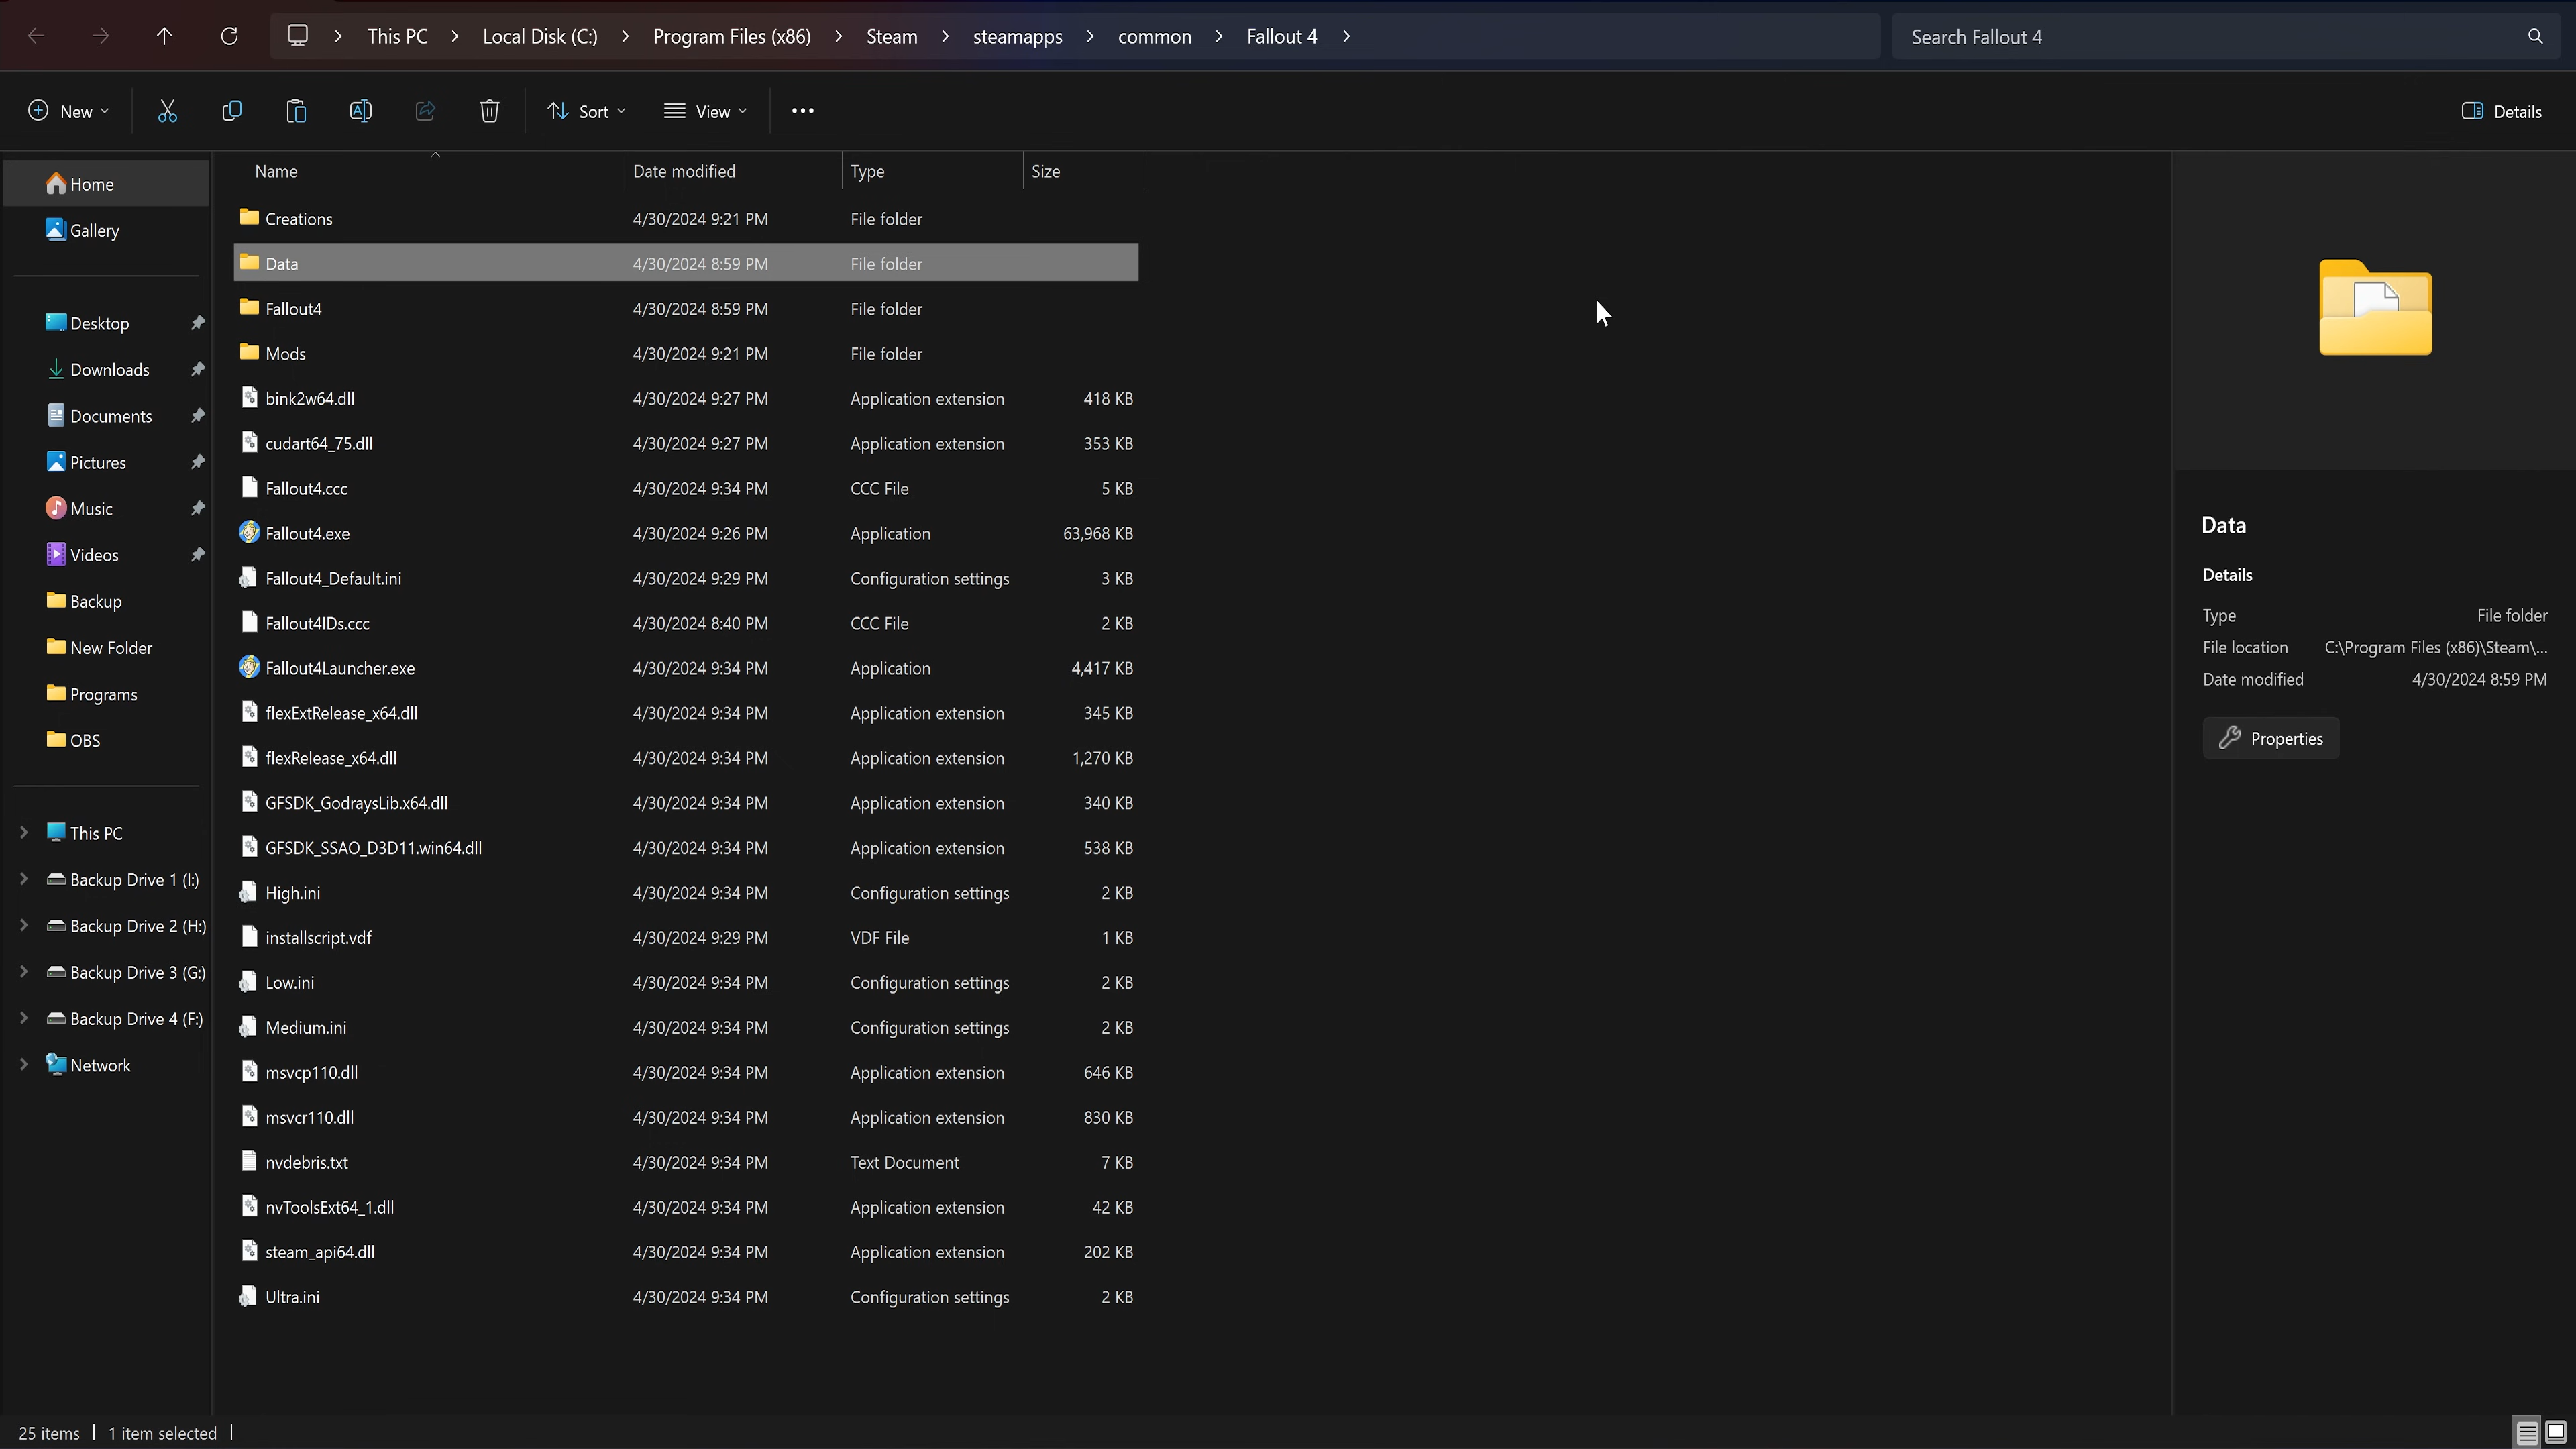 This PC > Local Disk (C:) > Program Files (x86) > Steam > steamapps > common > Fallout 4 >
Search Fallout 4
New
Sort
View
Details
Home
Gallery
Desktop
Downloads
Documents
Pictures
Music
Videos
Backup
New Folder
Programs
OBS
This PC
Backup Drive 1 (I:)
Backup Drive 2 (H:)
Backup Drive 3 (G:)
Backup Drive 4 (F:)
Network
Name Date modified Type Size
Creations 4/30/2024 9:21 PM File folder
Data 4/30/2024 8:59 PM File folder
Fallout4 4/30/2024 8:59 PM File folder
Mods 4/30/2024 9:21 PM File folder
bink2w64.dll 4/30/2024 9:27 PM Application extension 418 KB
cudart64_75.dll 4/30/2024 9:27 PM Application extension 353 KB
Fallout4.ccc 4/30/2024 9:34 PM CCC File 5 KB
Fallout4.exe 4/30/2024 9:26 PM Application 63,968 KB
Fallout4_Default.ini 4/30/2024 9:29 PM Configuration settings 3 KB
Fallout4IDs.ccc 4/30/2024 8:40 PM CCC File 2 KB
Fallout4Launcher.exe 4/30/2024 9:34 PM Application 4,417 KB
flexExtRelease_x64.dll 4/30/2024 9:34 PM Application extension 345 KB
flexRelease_x64.dll 4/30/2024 9:34 PM Application extension 1,270 KB
GFSDK_GodraysLib.x64.dll 4/30/2024 9:34 PM Application extension 340 KB
GFSDK_SSAO_D3D11.win64.dll 4/30/2024 9:34 PM Application extension 538 KB
High.ini 4/30/2024 9:34 PM Configuration settings 2 KB
installscript.vdf 4/30/2024 9:29 PM VDF File 1 KB
Low.ini 4/30/2024 9:34 PM Configuration settings 2 KB
Medium.ini 4/30/2024 9:34 PM Configuration settings 2 KB
msvcp110.dll 4/30/2024 9:34 PM Application extension 646 KB
msvcr110.dll 4/30/2024 9:34 PM Application extension 830 KB
nvdebris.txt 4/30/2024 9:34 PM Text Document 7 KB
nvToolsExt64_1.dll 4/30/2024 9:34 PM Application extension 42 KB
steam_api64.dll 4/30/2024 9:34 PM Application extension 202 KB
Ultra.ini 4/30/2024 9:34 PM Configuration settings 2 KB
Data
Details
Type File folder
File location C:\Program Files (x86)\Steam\...
Date modified 4/30/2024 8:59 PM
Properties
25 items | 1 item selected |